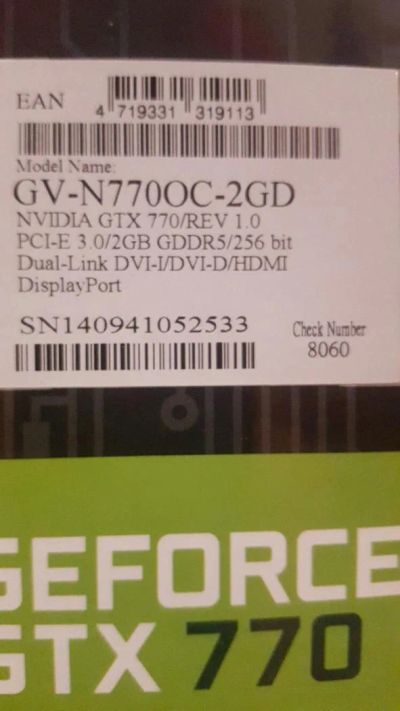 EAN
4 719331 319113
Model Name:
GV-N770OC-2GD
NVIDIA GTX 770/REV 1.0
PCI-E 3.0/2GB GDDR5/256 bit
Dual-Link DVI-I/DVI-D/HDMI
DisplayPort
SN140941052533
Check Number
8060
GEFORCE
GTX 770